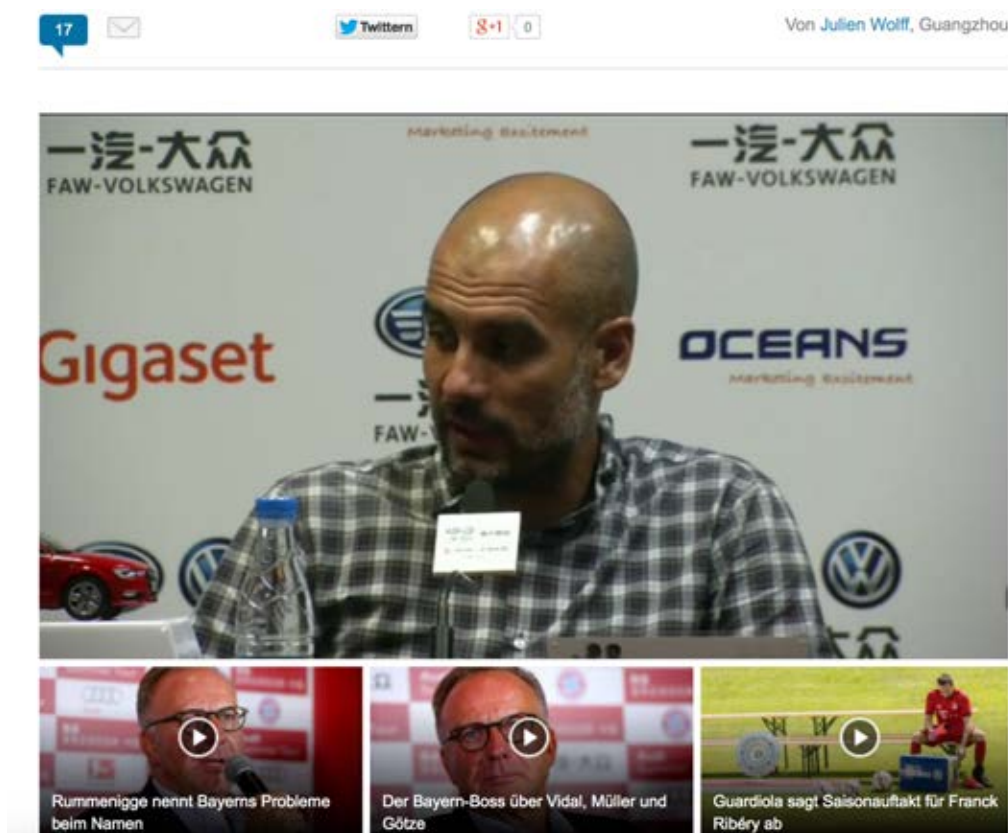 17
Twittern
g+1 0
Von Julien Wolff, Guangzhou
一汽-大众
FAW-VOLKSWAGEN
Marketing Excitement
一汽-大众
FAW-VOLKSWAGEN
Gigaset
OCEANS
Marketing Excitement
FAW-
大众
Rummenigge nennt Bayerns Probleme
beim Namen
Der Bayern-Boss über Vidal, Müller und
Götze
Guardiola sagt Saisonauftakt für Franck
Ribéry ab